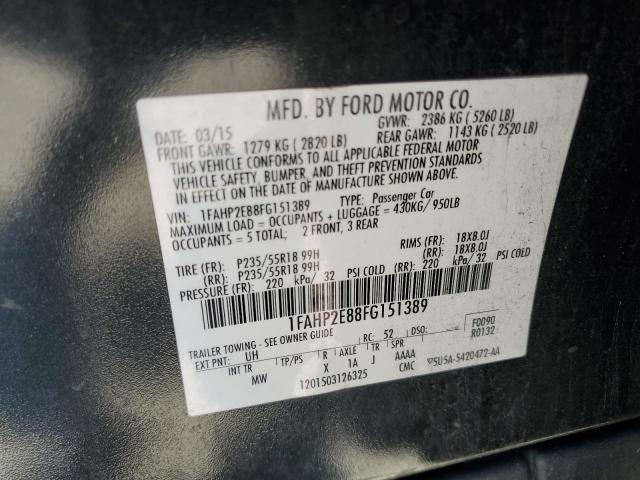 MFD. BY FORD MOTOR CO.
DATE: 03/15 GVWR: 2386 KG ( 5260 LB)
FRONT GAWR: 1279 KG ( 2820 LB) REAR GAWR: 1143 KG ( 2520 LB)
THIS VEHICLE CONFORMS TO ALL APPLICABLE FEDERAL MOTOR
VEHICLE SAFETY, BUMPER, AND THEFT PREVENTION STANDARDS
IN EFFECT ON THE DATE OF MANUFACTURE SHOWN ABOVE.
VIN: 1FAHP2E88FG151389 TYPE: Passenger Car
MAXIMUM LOAD = OCCUPANTS + LUGGAGE = 430KG/ 950LB
OCCUPANTS = 5 TOTAL; 2 FRONT, 3 REAR
TIRE (FR): P235/55R18 99H RIMS (FR): 18X8.0J
(RR): P235/55R18 99H (RR): 18X8.0J
PRESSURE (FR): 220 kPa/ 32 PSI COLD (RR): 220 kPa/ 32 PSI COLD
1FAHP2E88FG151389
TRAILER TOWING - SEE OWNER GUIDE F0090
EXT PNT: UH RC: 52 DSO: R0132
INT TR TP/PS R AXLE TR SPR
MW X 1A J AAAA
1201503126325 CMC ▽5U5A-5420472-AA